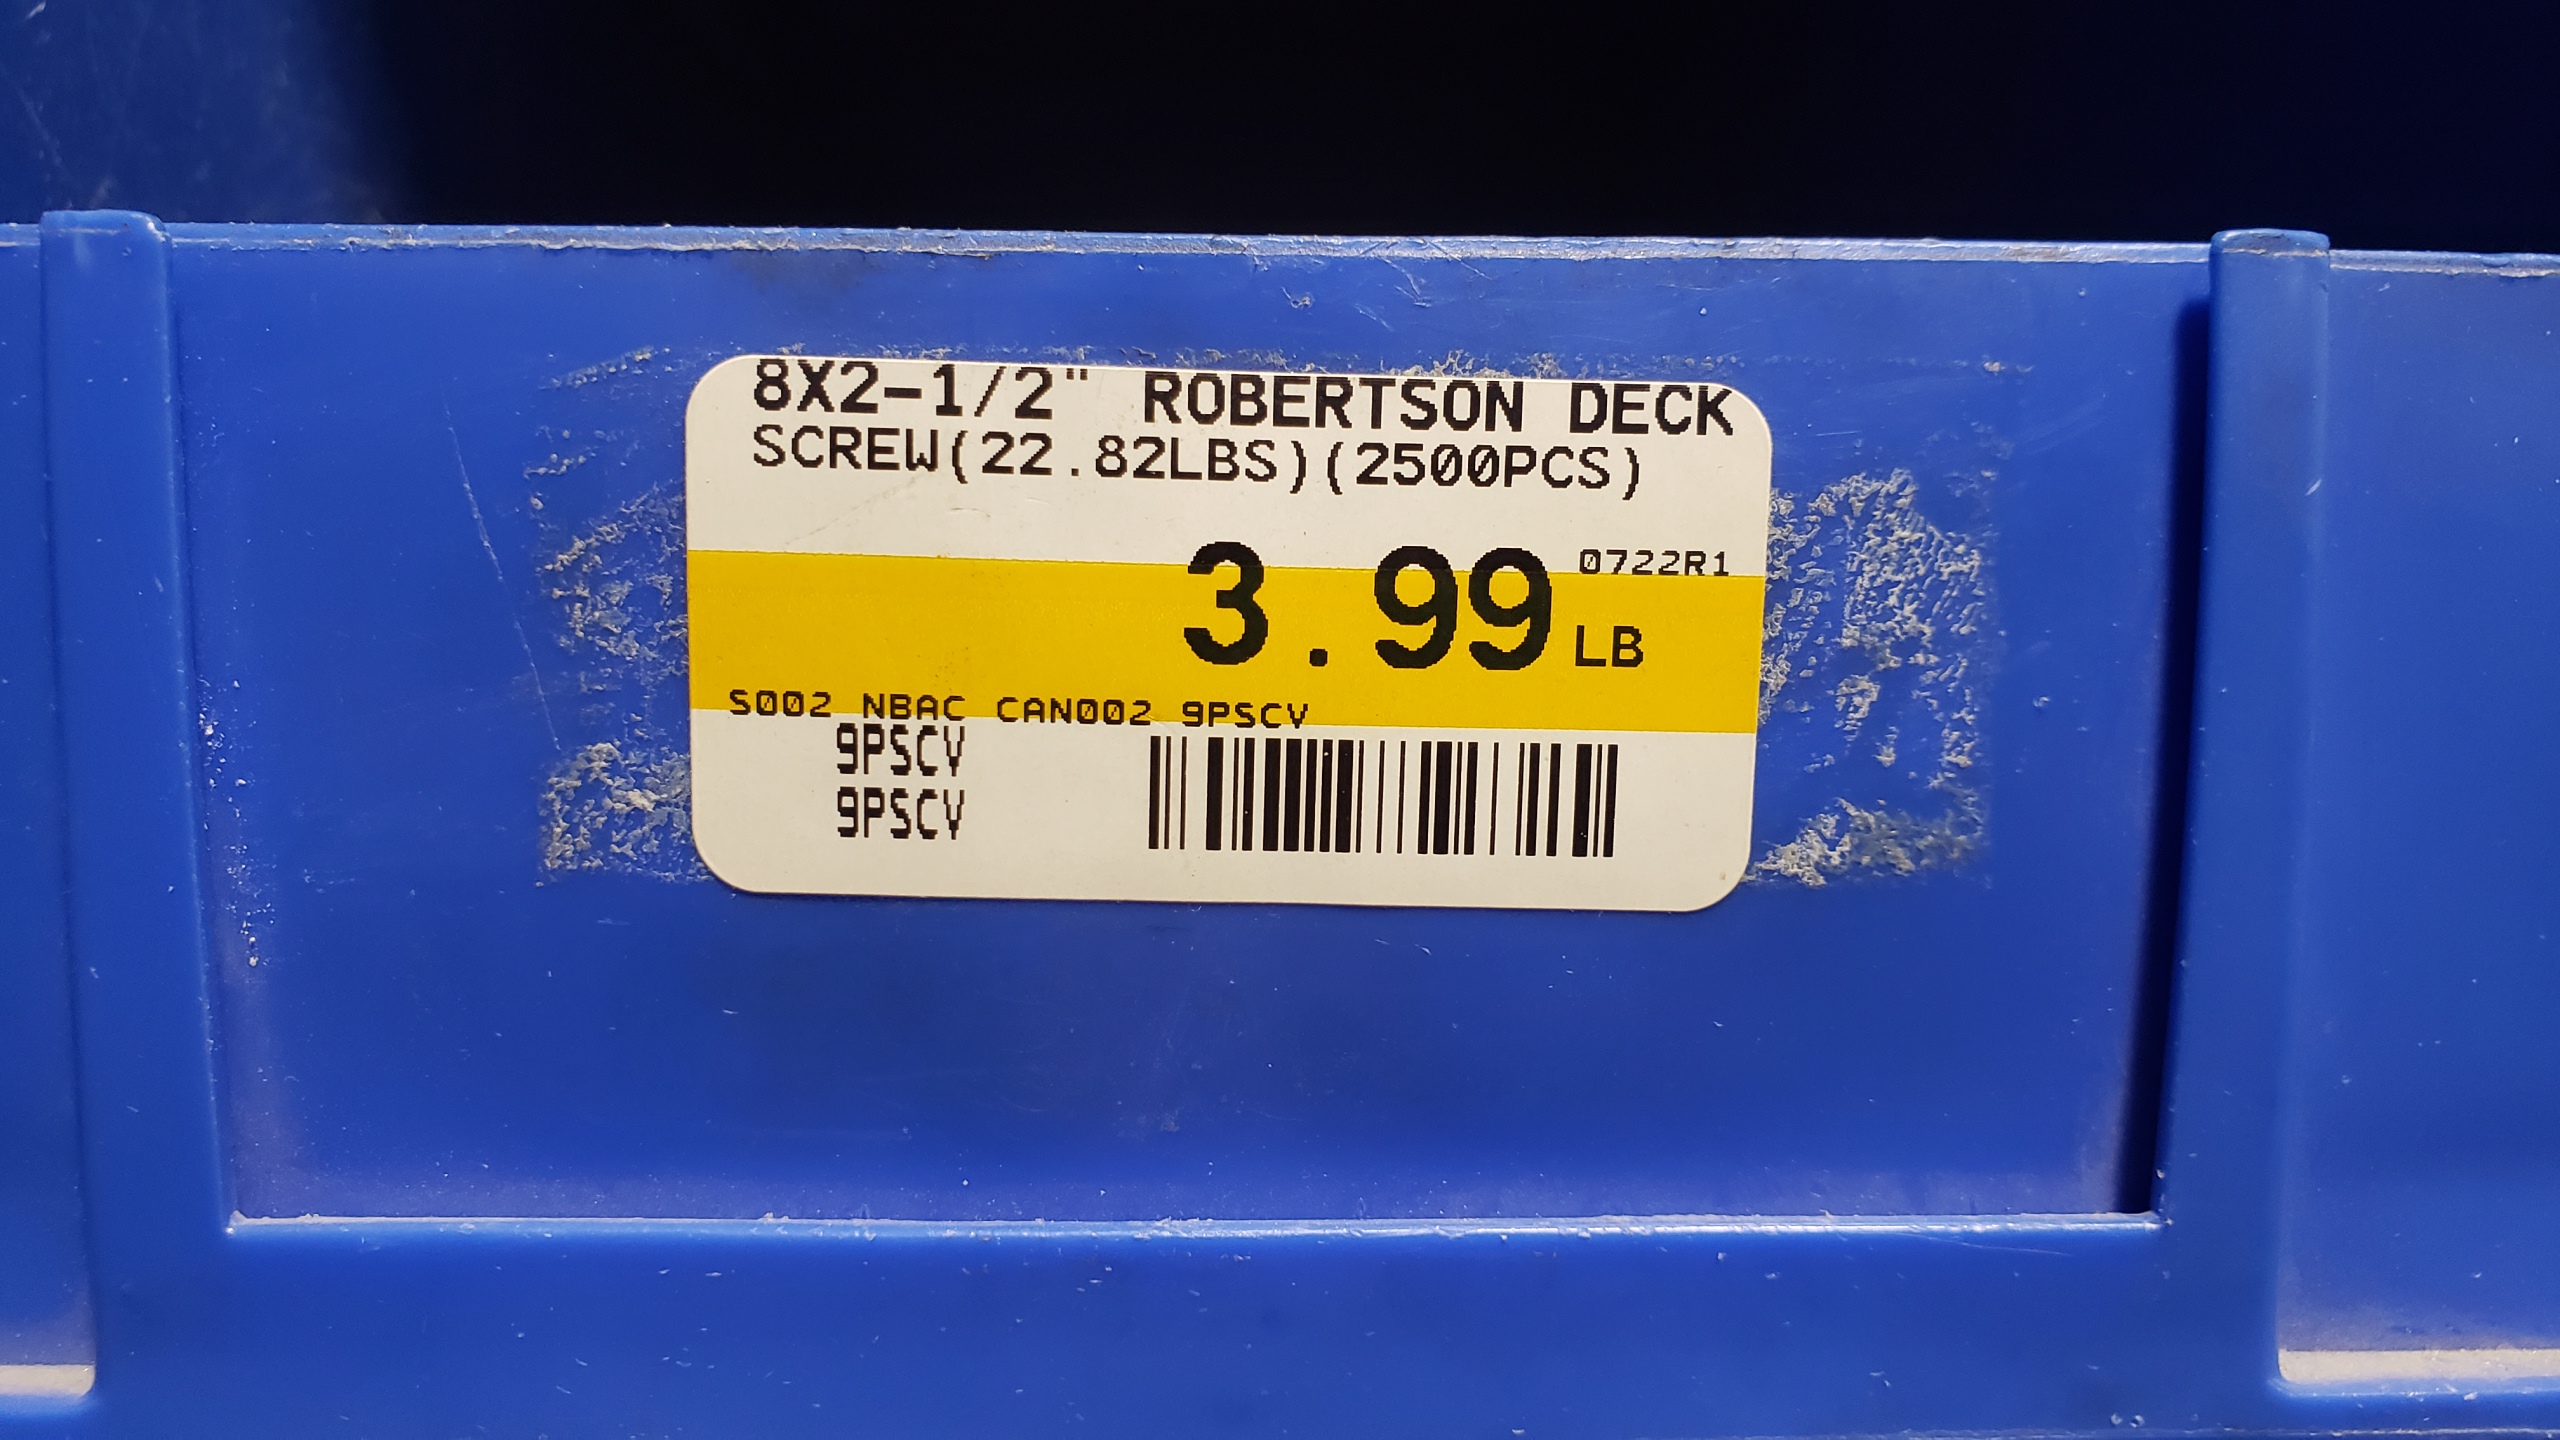 8X2-1/2" ROBERTSON DECK
SCREW(22.82LBS)(2500PCS)
0722R1
3.99 LB
S002 NBAC CAN002 9PSCV
9PSCV
9PSCV